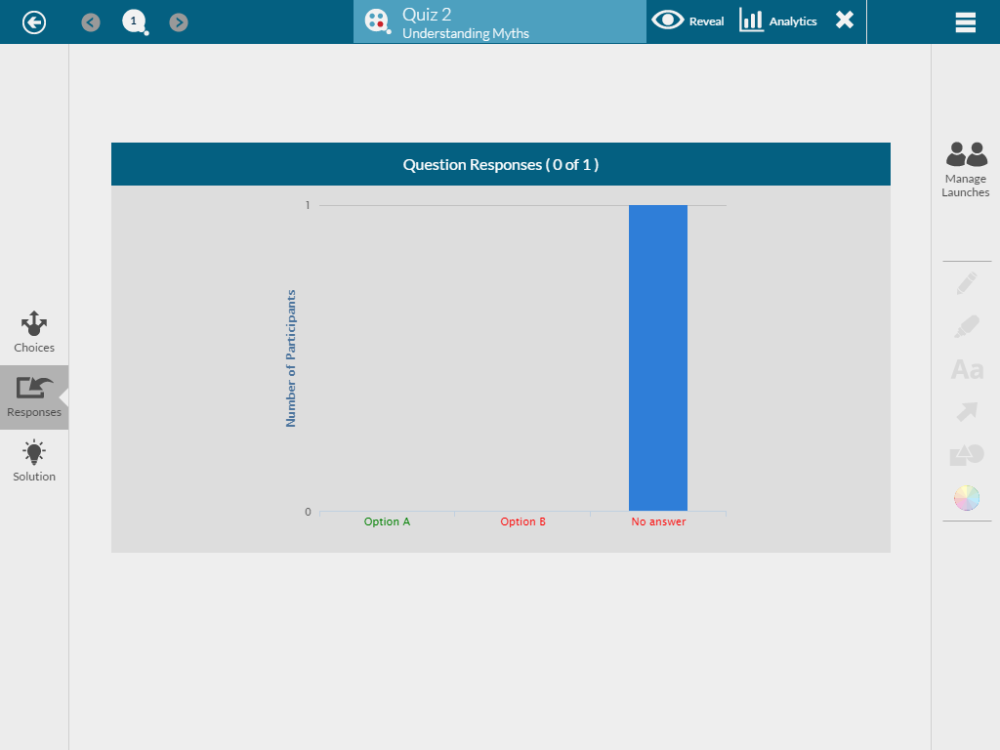 1
Quiz 2
Understanding Myths
Reveal
Analytics
Question Responses ( 0 of 1 )
Manage
Launches
1
Number of Participants
0
Option A
Option B
No answer
Choices
Responses
Solution
Aa